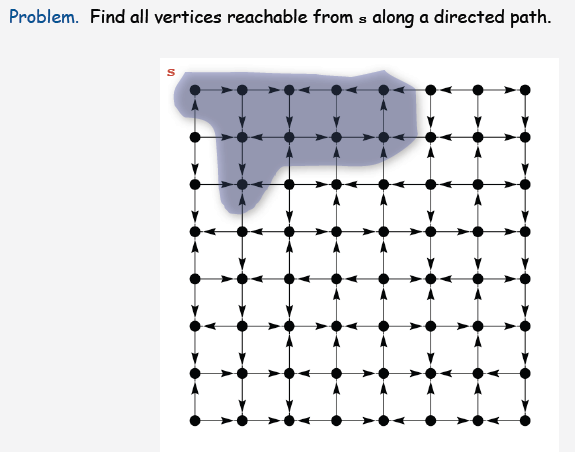 Problem. Find all vertices reachable from s along a directed path.
s